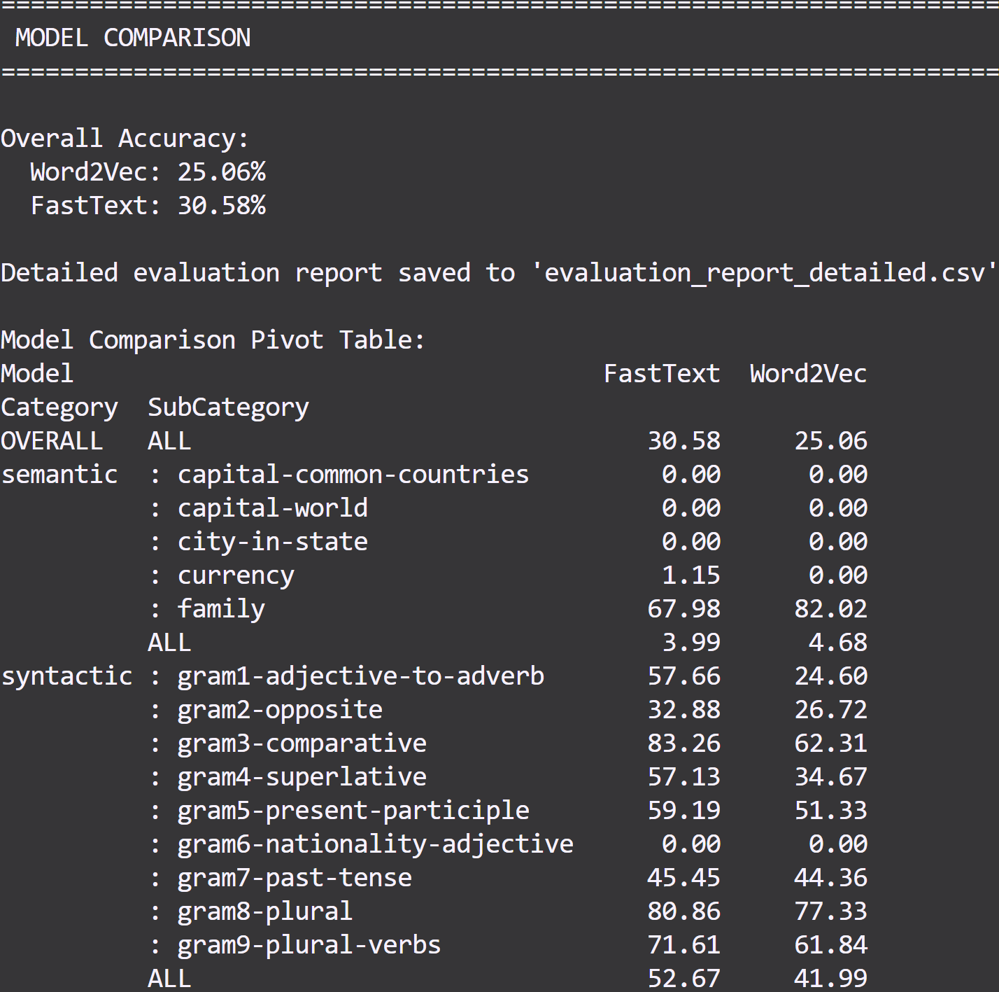 ====================================================================
MODEL COMPARISON
====================================================================
Overall Accuracy:
  Word2Vec: 25.06%
  FastText: 30.58%
Detailed evaluation report saved to 'evaluation_report_detailed.csv'
Model Comparison Pivot Table:
Model                                    FastText  Word2Vec
Category  SubCategory
OVERALL   ALL                               30.58     25.06
semantic  : capital-common-countries         0.00      0.00
          : capital-world                    0.00      0.00
          : city-in-state                    0.00      0.00
          : currency                         1.15      0.00
          : family                          67.98     82.02
          ALL                                3.99      4.68
syntactic : gram1-adjective-to-adverb       57.66     24.60
          : gram2-opposite                  32.88     26.72
          : gram3-comparative               83.26     62.31
          : gram4-superlative               57.13     34.67
          : gram5-present-participle        59.19     51.33
          : gram6-nationality-adjective      0.00      0.00
          : gram7-past-tense                45.45     44.36
          : gram8-plural                    80.86     77.33
          : gram9-plural-verbs              71.61     61.84
          ALL                               52.67     41.99